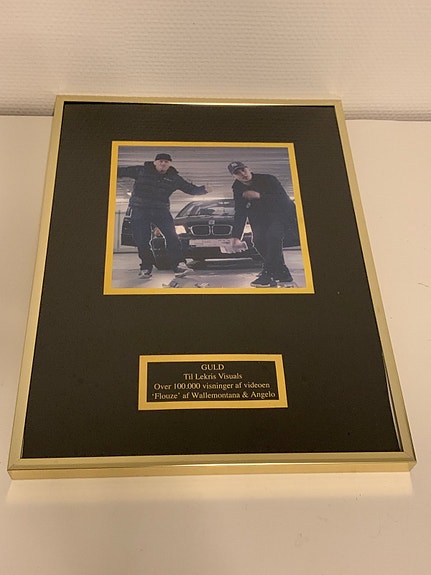 GULD
Til Lekris Visuals
Over 100.000 visninger af videoen
'Flouze' af Wallemontana & Angelo